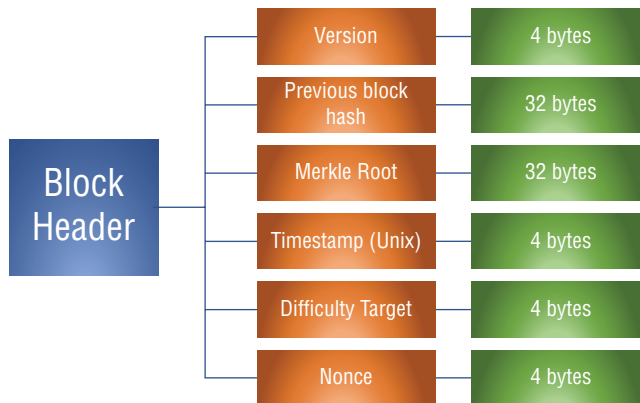 Block
Header
Version
4 bytes
Previous block
hash
32 bytes
Merkle Root
32 bytes
Timestamp (Unix)
4 bytes
Difficulty Target
4 bytes
Nonce
4 bytes